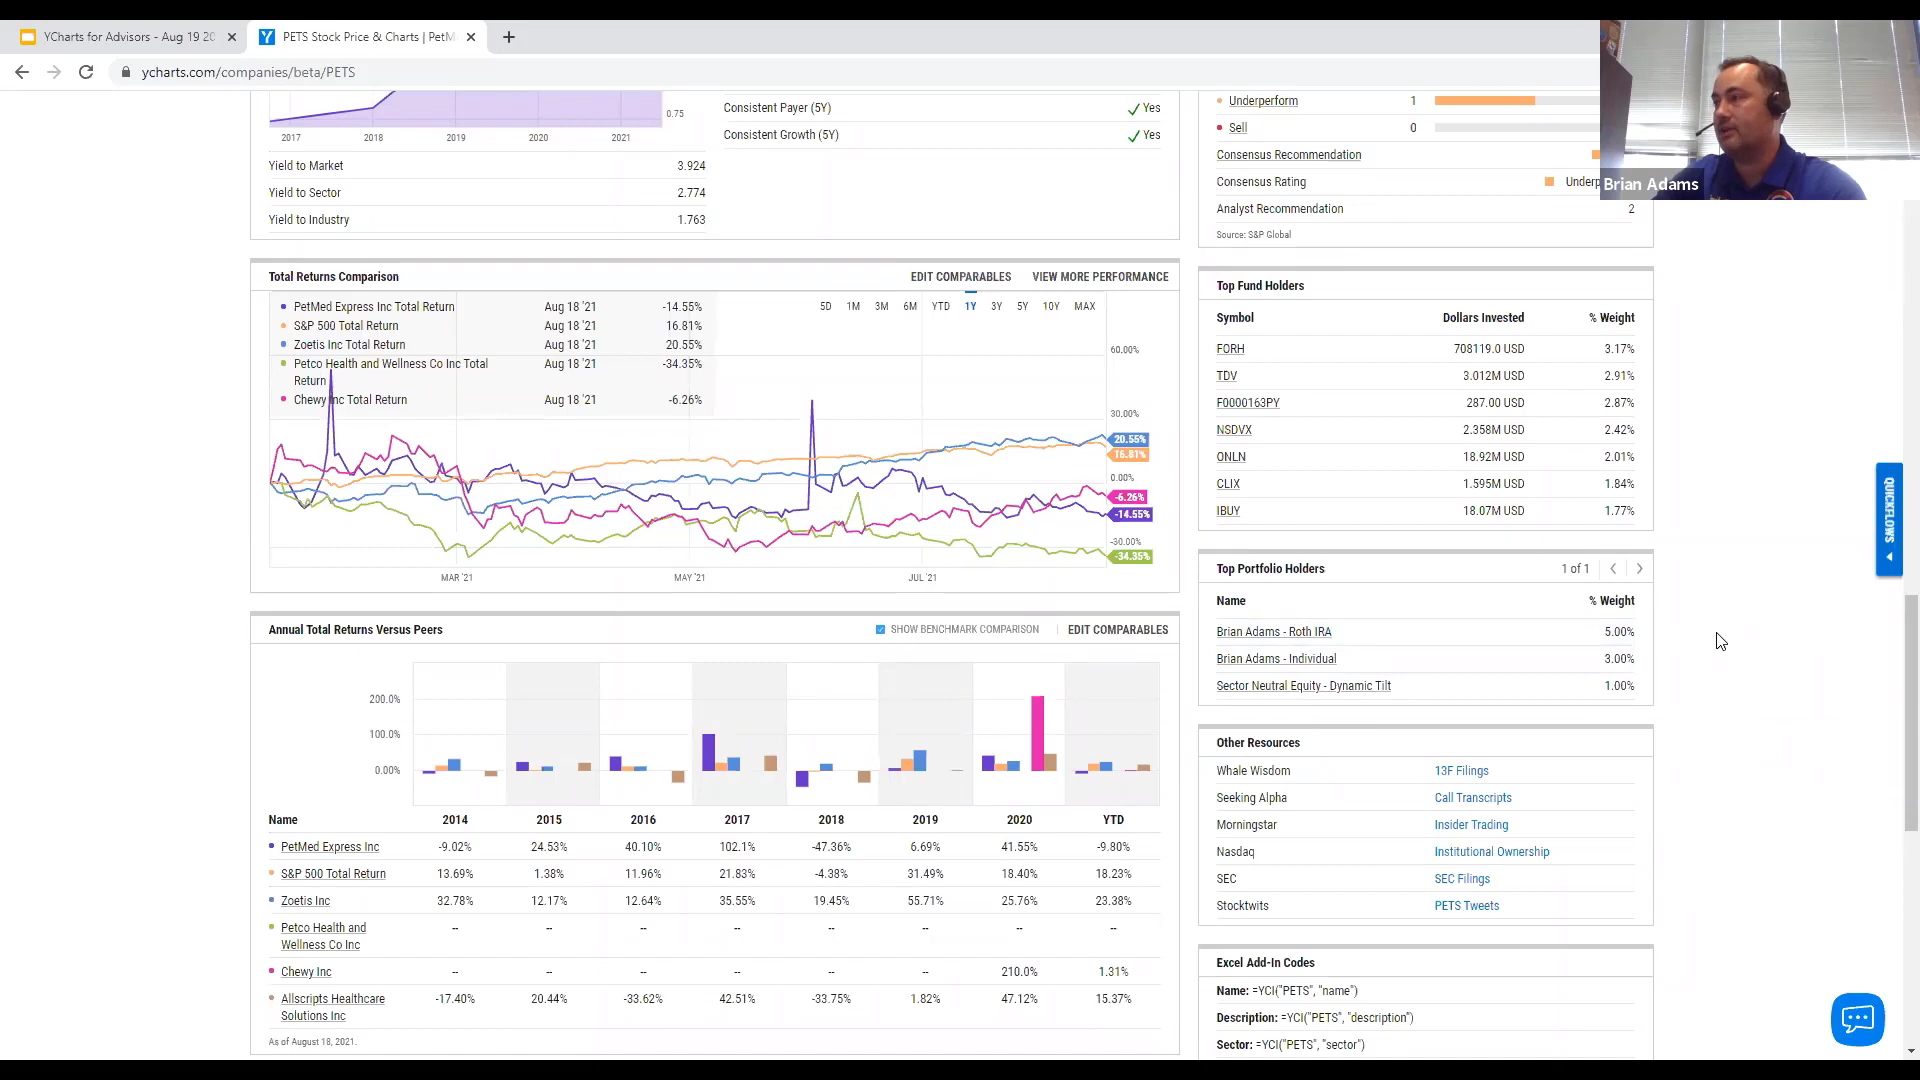 YCharts for Advisors - Aug 19 20
PETS Stock Price & Charts | PetM
ycharts.com/companies/beta/PETS
Brian Adams
0.75
2017 2018 2019 2020 2021
Yield to Market 3.924
Yield to Sector 2.774
Yield to Industry 1.763
Consistent Payer (5Y) Yes
Consistent Growth (5Y) Yes
Underperform 1
Sell 0
Consensus Recommendation
Consensus Rating Underp
Analyst Recommendation 2
Source: S&P Global
Total Returns Comparison EDIT COMPARABLES VIEW MORE PERFORMANCE
5D 1M 3M 6M YTD 1Y 3Y 5Y 10Y MAX
PetMed Express Inc Total Return Aug 18 '21 -14.55%
S&P 500 Total Return Aug 18 '21 16.81%
Zoetis Inc Total Return Aug 18 '21 20.55%
Petco Health and Wellness Co Inc Total Aug 18 '21 -34.35%
Return
Chewy Inc Total Return Aug 18 '21 -6.26%
60.00%
30.00%
20.55%
16.81%
0.00%
-6.26%
-14.55%
-30.00%
-34.35%
MAR '21 MAY '21 JUL '21
Top Fund Holders
Symbol Dollars Invested % Weight
FORH 708119.0 USD 3.17%
TDV 3.012M USD 2.91%
F0000163PY 287.00 USD 2.87%
NSDVX 2.358M USD 2.42%
ONLN 18.92M USD 2.01%
CLIX 1.595M USD 1.84%
IBUY 18.07M USD 1.77%
QUICKFLOWS
Top Portfolio Holders 1 of 1
Name % Weight
Brian Adams - Roth IRA 5.00%
Brian Adams - Individual 3.00%
Sector Neutral Equity - Dynamic Tilt 1.00%
Annual Total Returns Versus Peers SHOW BENCHMARK COMPARISON EDIT COMPARABLES
200.0%
100.0%
0.00%
Name 2014 2015 2016 2017 2018 2019 2020 YTD
PetMed Express Inc -9.02% 24.53% 40.10% 102.1% -47.36% 6.69% 41.55% -9.80%
S&P 500 Total Return 13.69% 1.38% 11.96% 21.83% -4.38% 31.49% 18.40% 18.23%
Zoetis Inc 32.78% 12.17% 12.64% 35.55% 19.45% 55.71% 25.76% 23.38%
Petco Health and -- -- -- -- -- -- -- --
Wellness Co Inc
Chewy Inc -- -- -- -- -- -- 210.0% 1.31%
Allscripts Healthcare -17.40% 20.44% -33.62% 42.51% -33.75% 1.82% 47.12% 15.37%
Solutions Inc
As of August 18, 2021.
Other Resources
Whale Wisdom 13F Filings
Seeking Alpha Call Transcripts
Morningstar Insider Trading
Nasdaq Institutional Ownership
SEC SEC Filings
Stocktwits PETS Tweets
Excel Add-In Codes
Name: =YCI("PETS", "name")
Description: =YCI("PETS", "description")
Sector: =YCI("PETS", "sector")